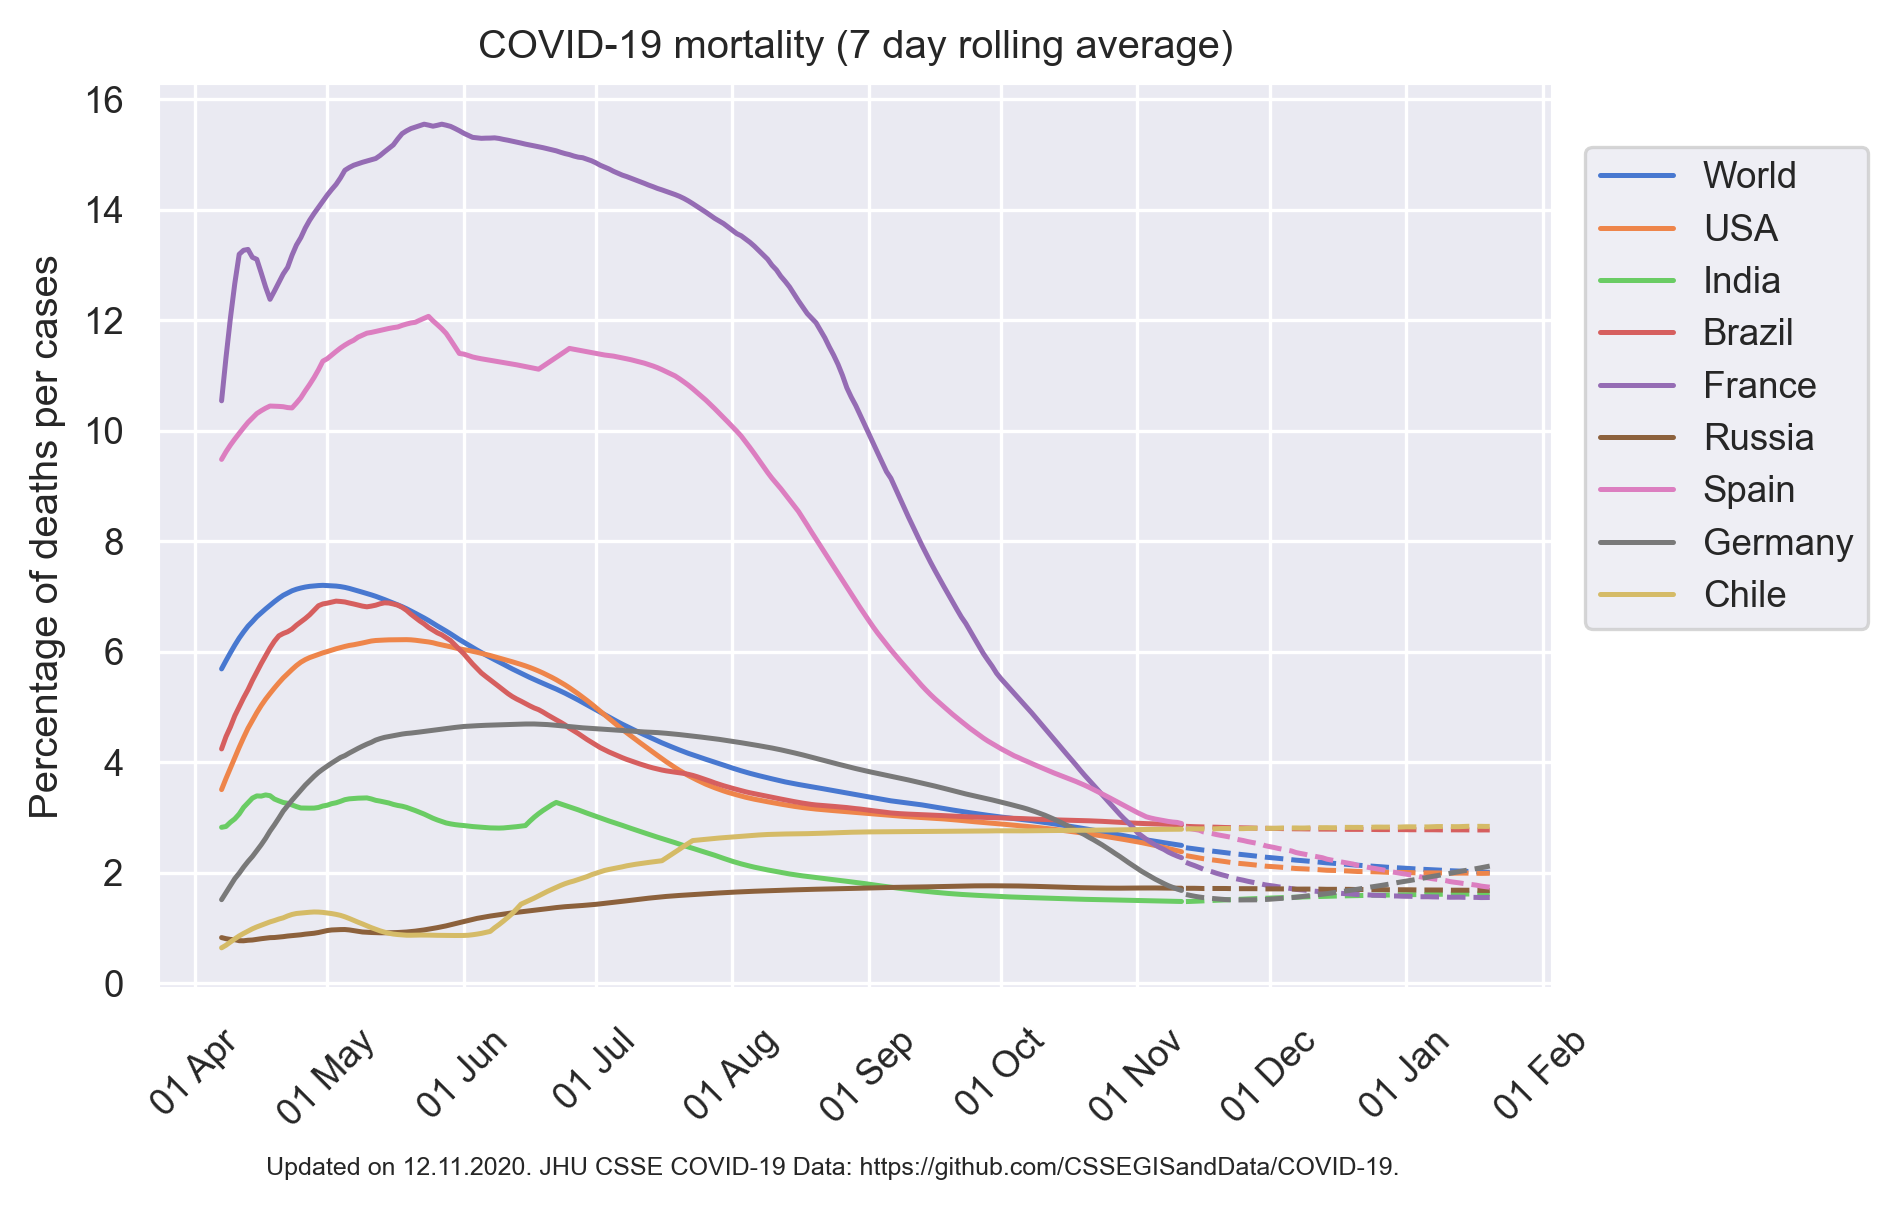 COVID-19 mortality (7 day rolling average)
Percentage of deaths per cases
16
14
12
10
8
6
4
2
0
01 Apr
01 May
01 Jun
01 Jul
01 Aug
01 Sep
01 Oct
01 Nov
01 Dec
01 Jan
01 Feb
World
USA
India
Brazil
France
Russia
Spain
Germany
Chile
Updated on 12.11.2020. JHU CSSE COVID-19 Data: https://github.com/CSSEGISandData/COVID-19.